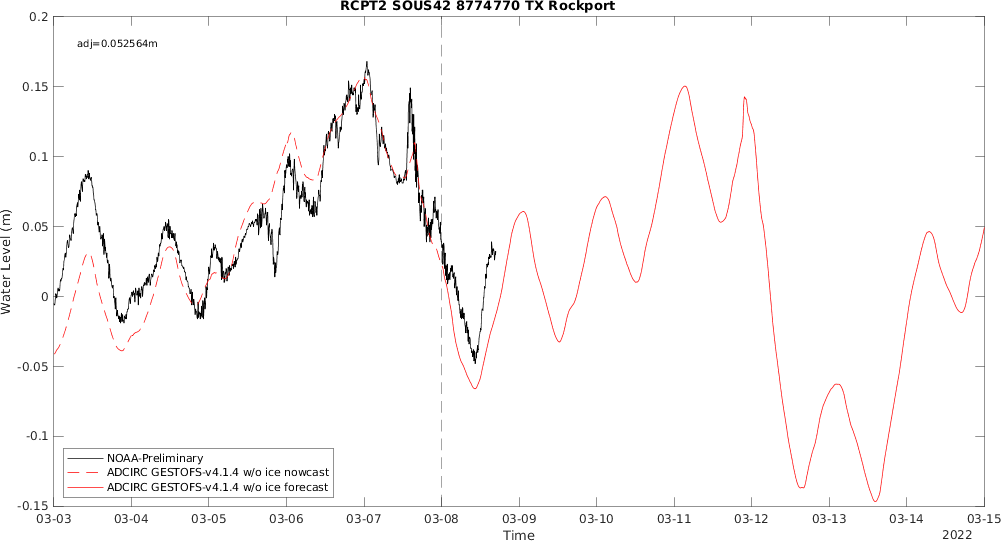 RCPT2 SOUS42 8774770 TX Rockport
0.2
adj=0.052564m
0.15
0.1
0.05
0
-0.05
-0.1
-0.15
Water Level (m)
NOAA-Preliminary
ADCIRC GESTOFS-v4.1.4 w/o ice nowcast
ADCIRC GESTOFS-v4.1.4 w/o ice forecast
03-03 03-04 03-05 03-06 03-07 03-08 03-09 03-10 03-11 03-12 03-13 03-14 03-15
Time
2022